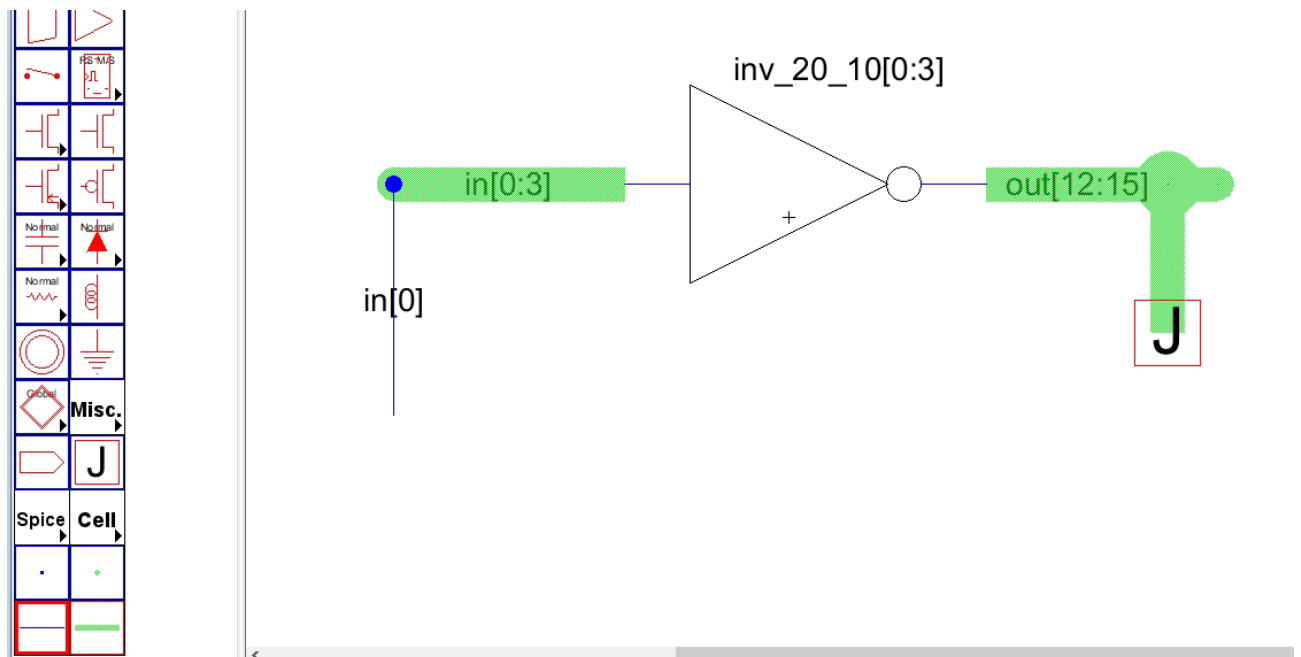 RS M/S
inv_20_10[0:3]
in[0:3]
out[12:15]
Normal
Normal
Normal
in[0]
J
Global
Misc.
J
Spice
Cell